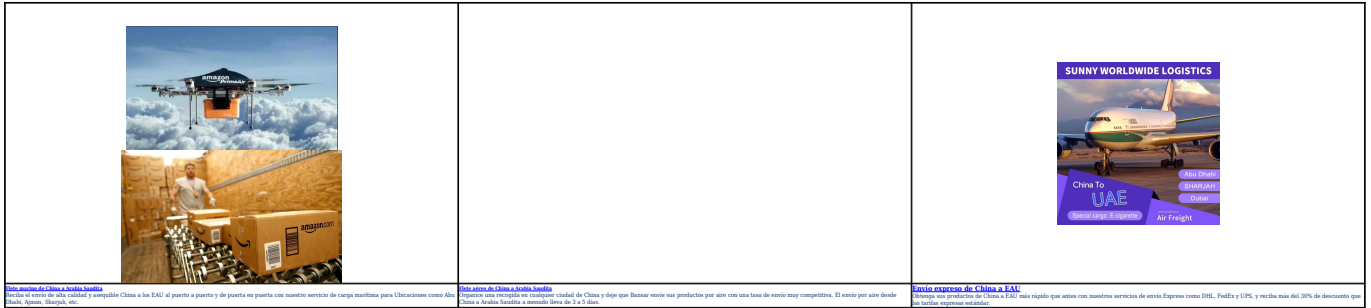 amazon
PrimeAir
amazon.com
SUNNY WORLDWIDE LOGISTICS
China To
UAE
Special cargo: E-cigarette
Abu Dhabi
SHARJAH
Dubai
Air Freight
Flete marino de China a Arabia Saudita
Reciba el envío de alta calidad y asequible China a los EAU al puerto a puerto y de puerta en puerta con nuestro servicio de carga marítima para Ubicaciones como Abu
Dhabi, Ajman, Sharjah, etc.
Flete aéreo de China a Arabia Saudita
Organice una recogida en cualquier ciudad de China y deje que Bansar envíe sus productos por aire con una tasa de envío muy competitiva. El envío por aire desde
China a Arabia Saudita a menudo lleva de 3 a 5 días.
Envío expreso de China a EAU
Obtenga sus productos de China a EAU más rápido que antes con nuestros servicios de envío Express como DHL, FedEx y UPS, y reciba más del 30% de descuento que
las tarifas expresas estándar.